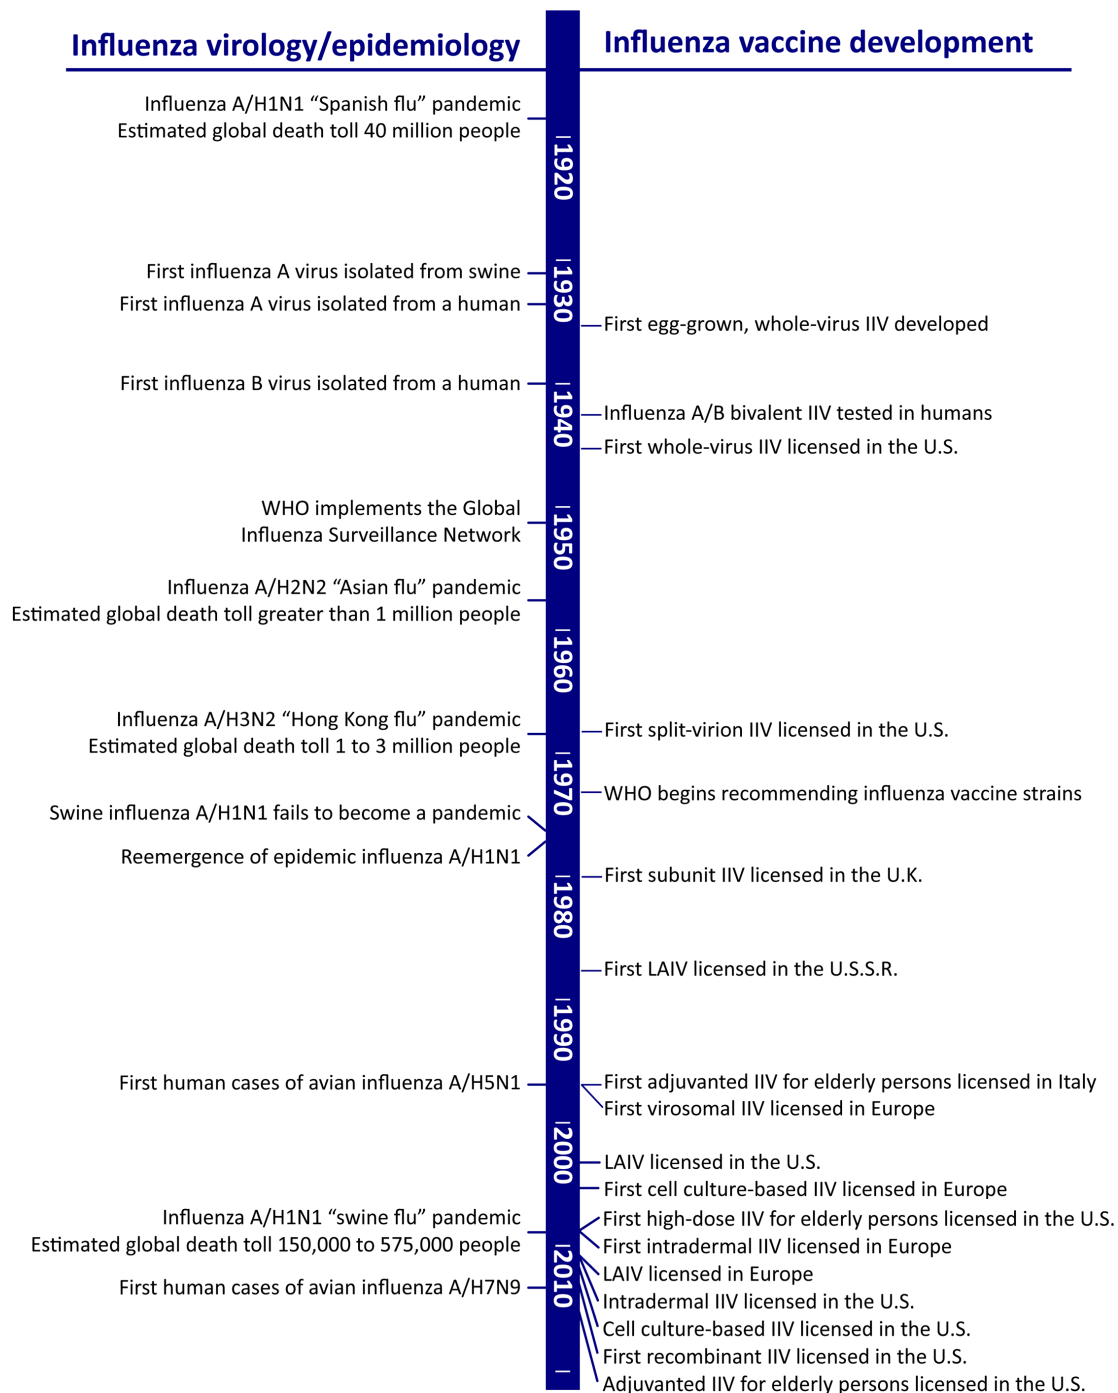 Influenza virology/epidemiology
Influenza vaccine development
Influenza A/H1N1 “Spanish flu” pandemic
Estimated global death toll 40 million people
1920
First influenza A virus isolated from swine
1930
First influenza A virus isolated from a human
First egg-grown, whole-virus IIV developed
First influenza B virus isolated from a human
1940
Influenza A/B bivalent IIV tested in humans
First whole-virus IIV licensed in the U.S.
WHO implements the Global
Influenza Surveillance Network
1950
Influenza A/H2N2 “Asian flu” pandemic
Estimated global death toll greater than 1 million people
1960
Influenza A/H3N2 “Hong Kong flu” pandemic
Estimated global death toll 1 to 3 million people
First split-virion IIV licensed in the U.S.
1970
WHO begins recommending influenza vaccine strains
Swine influenza A/H1N1 fails to become a pandemic
Reemergence of epidemic influenza A/H1N1
First subunit IIV licensed in the U.K.
1980
First LAIV licensed in the U.S.S.R.
1990
First human cases of avian influenza A/H5N1
First adjuvanted IIV for elderly persons licensed in Italy
First virosomal IIV licensed in Europe
2000
LAIV licensed in the U.S.
First cell culture-based IIV licensed in Europe
Influenza A/H1N1 “swine flu” pandemic
Estimated global death toll 150,000 to 575,000 people
First high-dose IIV for elderly persons licensed in the U.S.
First intradermal IIV licensed in Europe
2010
LAIV licensed in Europe
First human cases of avian influenza A/H7N9
Intradermal IIV licensed in the U.S.
Cell culture-based IIV licensed in the U.S.
First recombinant IIV licensed in the U.S.
Adjuvanted IIV for elderly persons licensed in the U.S.